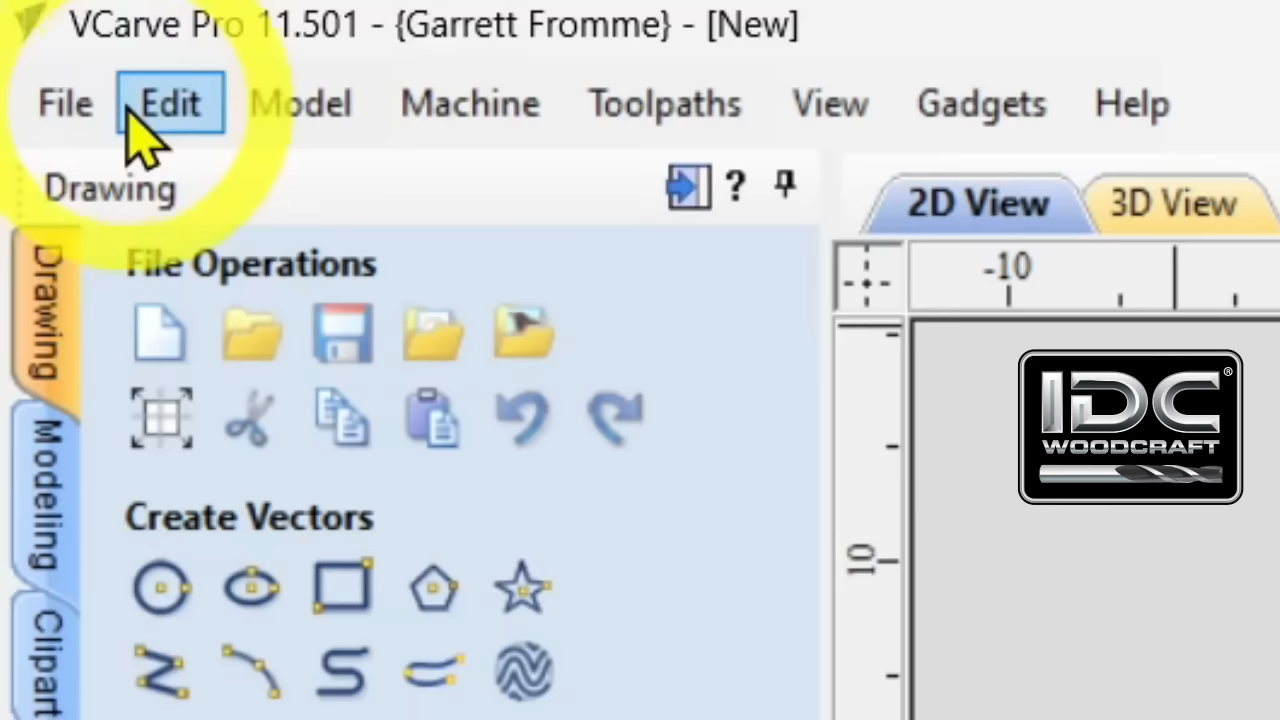 VCarve Pro 11.501 - {Garrett Fromme} - [New]
File Edit Model Machine Toolpaths View Gadgets Help
Drawing ?
2D View 3D View
Drawing
Modeling
Clipart
File Operations
Create Vectors
-10
10
IDC®
WOODCRAFT